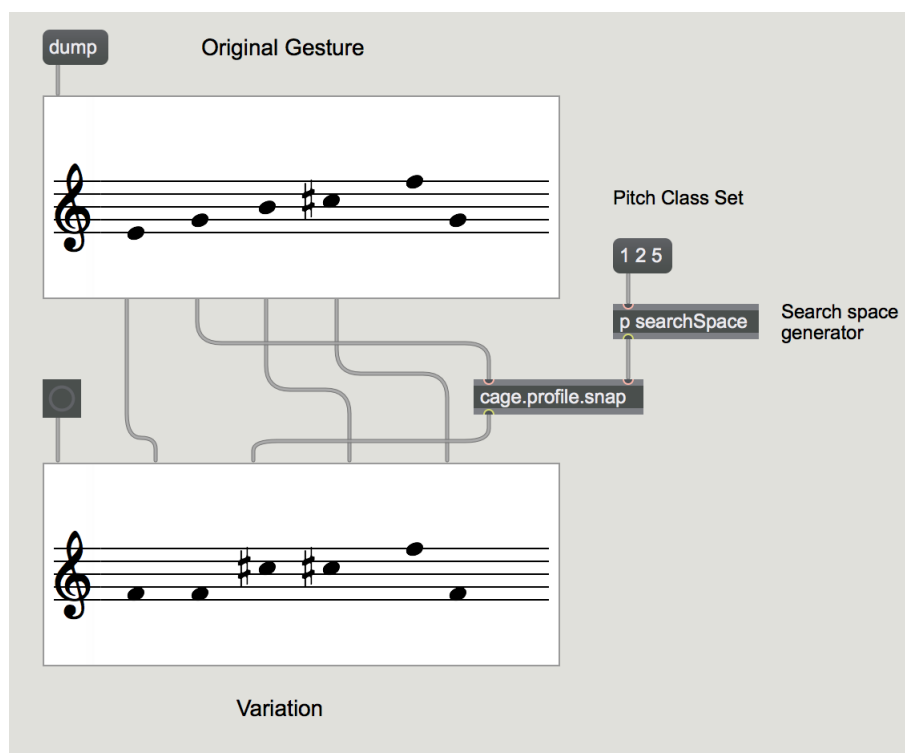 dump
Original Gesture
Pitch Class Set
1 2 5
p searchSpace
Search space
generator
cage.profile.snap
Variation